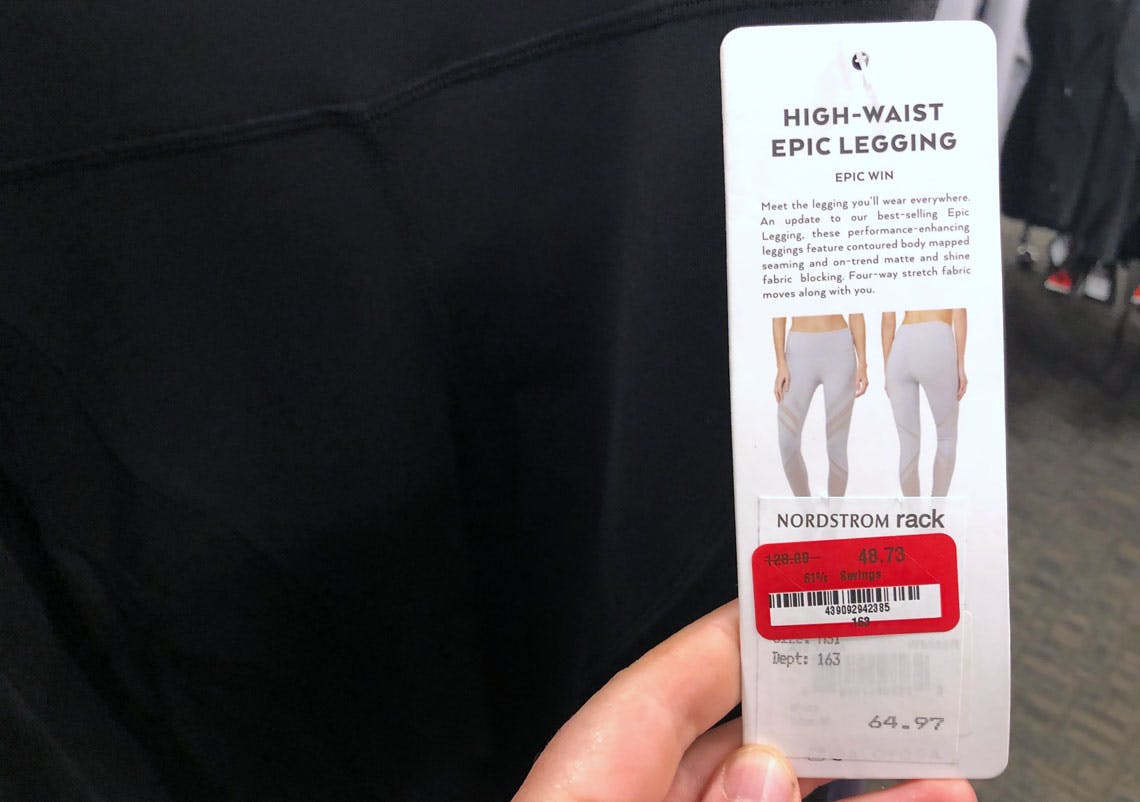 HIGH-WAIST
EPIC LEGGING
EPIC WIN
Meet the legging you'll wear everywhere.
An update to our best-selling Epic
Legging, these performance-enhancing
leggings feature contoured body mapped
seaming and on-trend matte and shine
fabric blocking. Four-way stretch fabric
moves along with you.
NORDSTROM rack
48.73
61% Savings
439092942385
163
Dept: 163
64.97